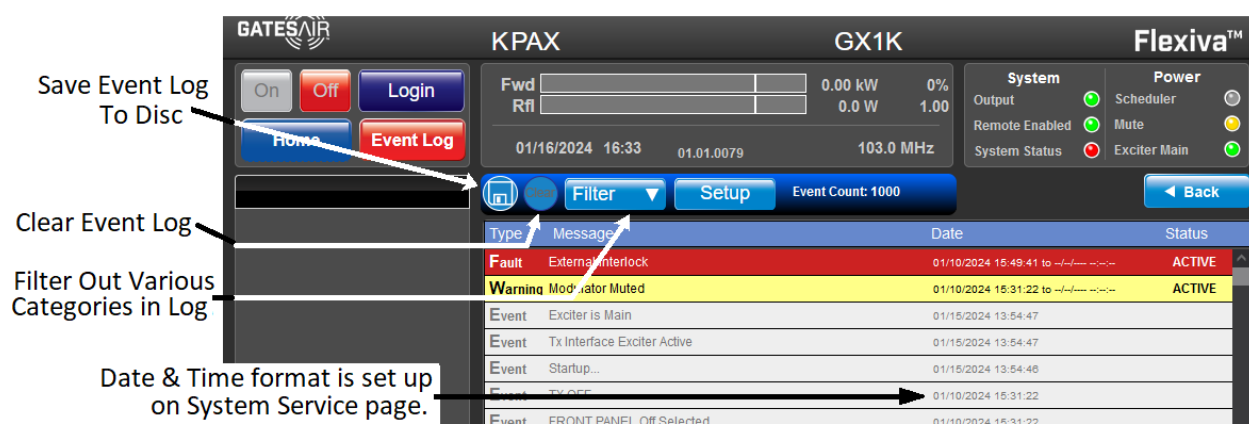 GATESAIR
KPAX
GX1K
Flexiva™
Save Event Log
To Disc
Clear Event Log
Filter Out Various
Categories in Log
Date & Time format is set up
on System Service page.
On
Off
Login
Home
Event Log
Fwd
0.00 kW
0%
Rfl
0.0 W
1.00
01/16/2024 16:33
01.01.0079
103.0 MHz
System
Output
Remote Enabled
System Status
Power
Scheduler
Mute
Exciter Main
Clear
Filter
Setup
Event Count: 1000
Back
Type Message Date Status
Fault External Interlock 01/10/2024 15:49:41 to --/--/---- --:--:-- ACTIVE
Warning Modulator Muted 01/10/2024 15:31:22 to --/--/---- --:--:-- ACTIVE
Event Exciter is Main 01/15/2024 13:54:47
Event Tx Interface Exciter Active 01/15/2024 13:54:47
Event Startup... 01/15/2024 13:54:46
Event TX OFF 01/10/2024 15:31:22
Event FRONT PANEL Off Selected 01/10/2024 15:31:22